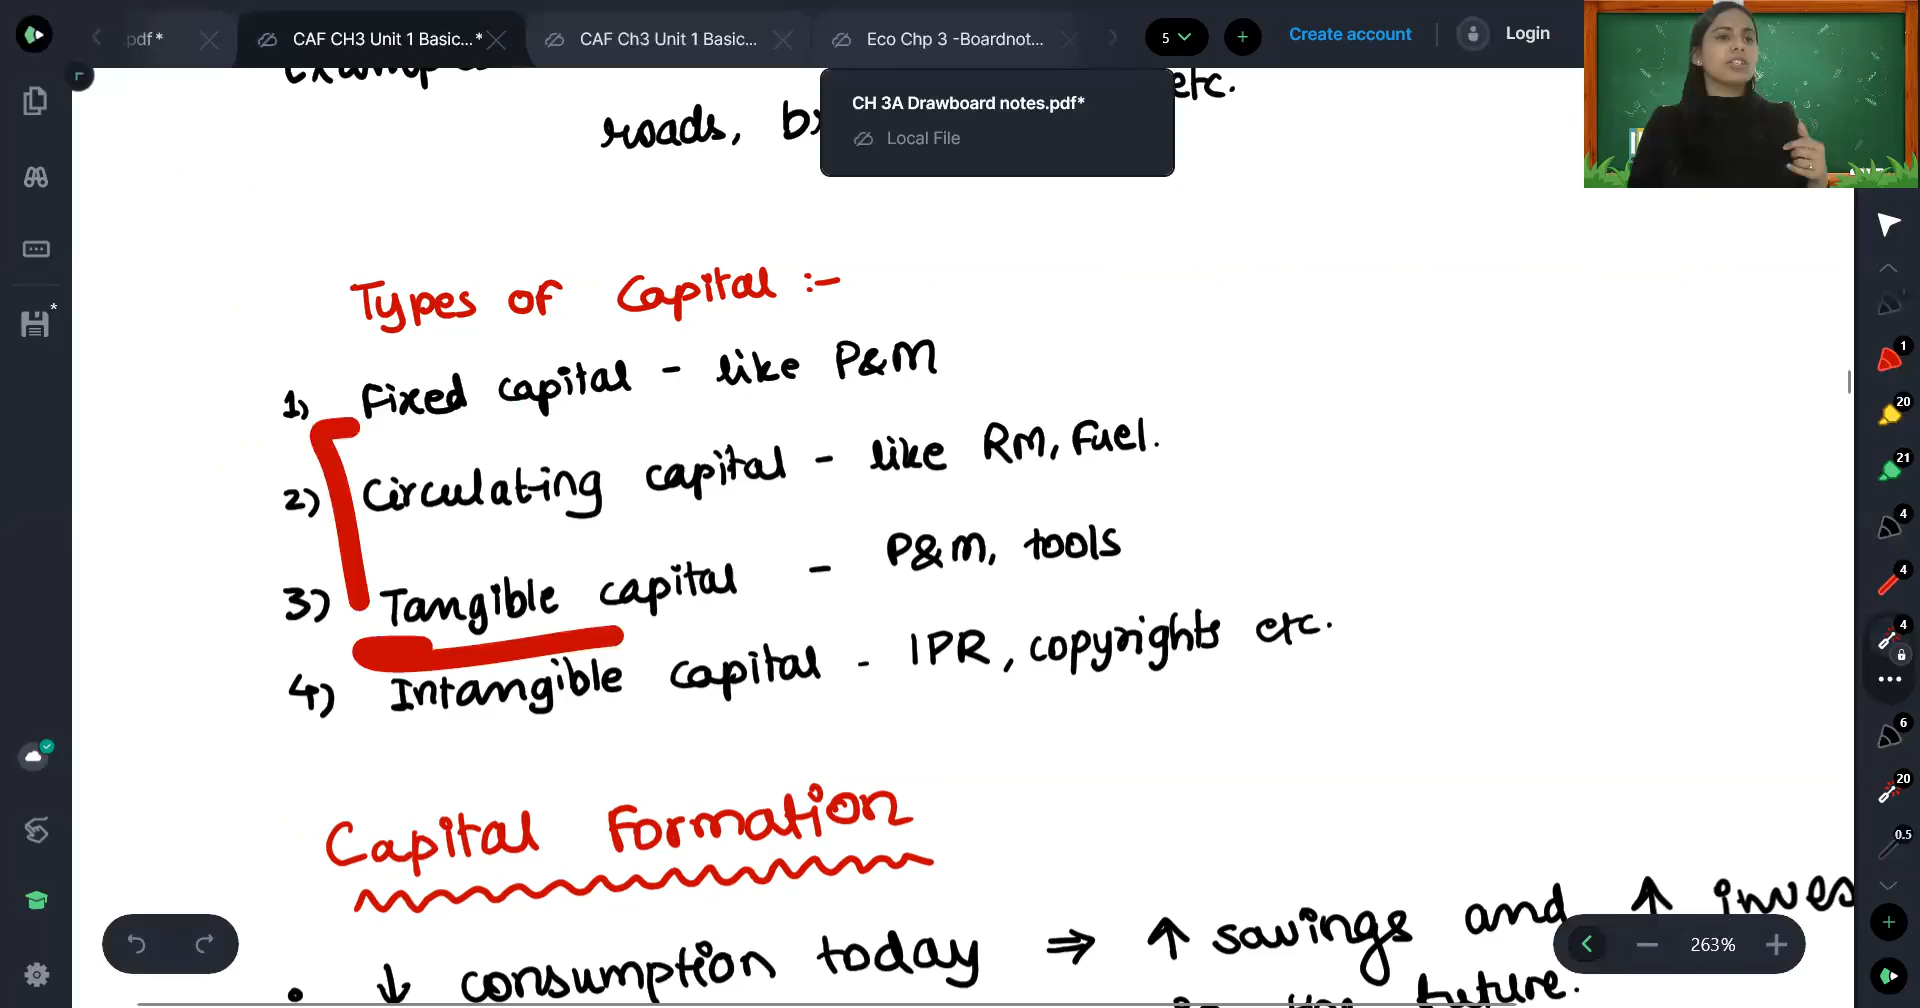 .pdf *
CAF CH3 Unit 1 Basic...*
CAF Ch3 Unit 1 Basic...
Eco Chp 3 -Boardnot...
5
Create account
Login
CH 3A Drawboard notes.pdf*
Local File
etc.
roads,
Types of Capital :-
1) Fixed capital - like P&M
2) Circulating capital - like RM, Fuel.
3) Tangible capital - P&M, tools
4) Intangible capital - IPR, copyrights etc.
Capital Formation
• ↓ consumption today ⇒ ↑ savings and ↑ inves
future.
1
20
21
4
4
4
6
20
0.5
263%